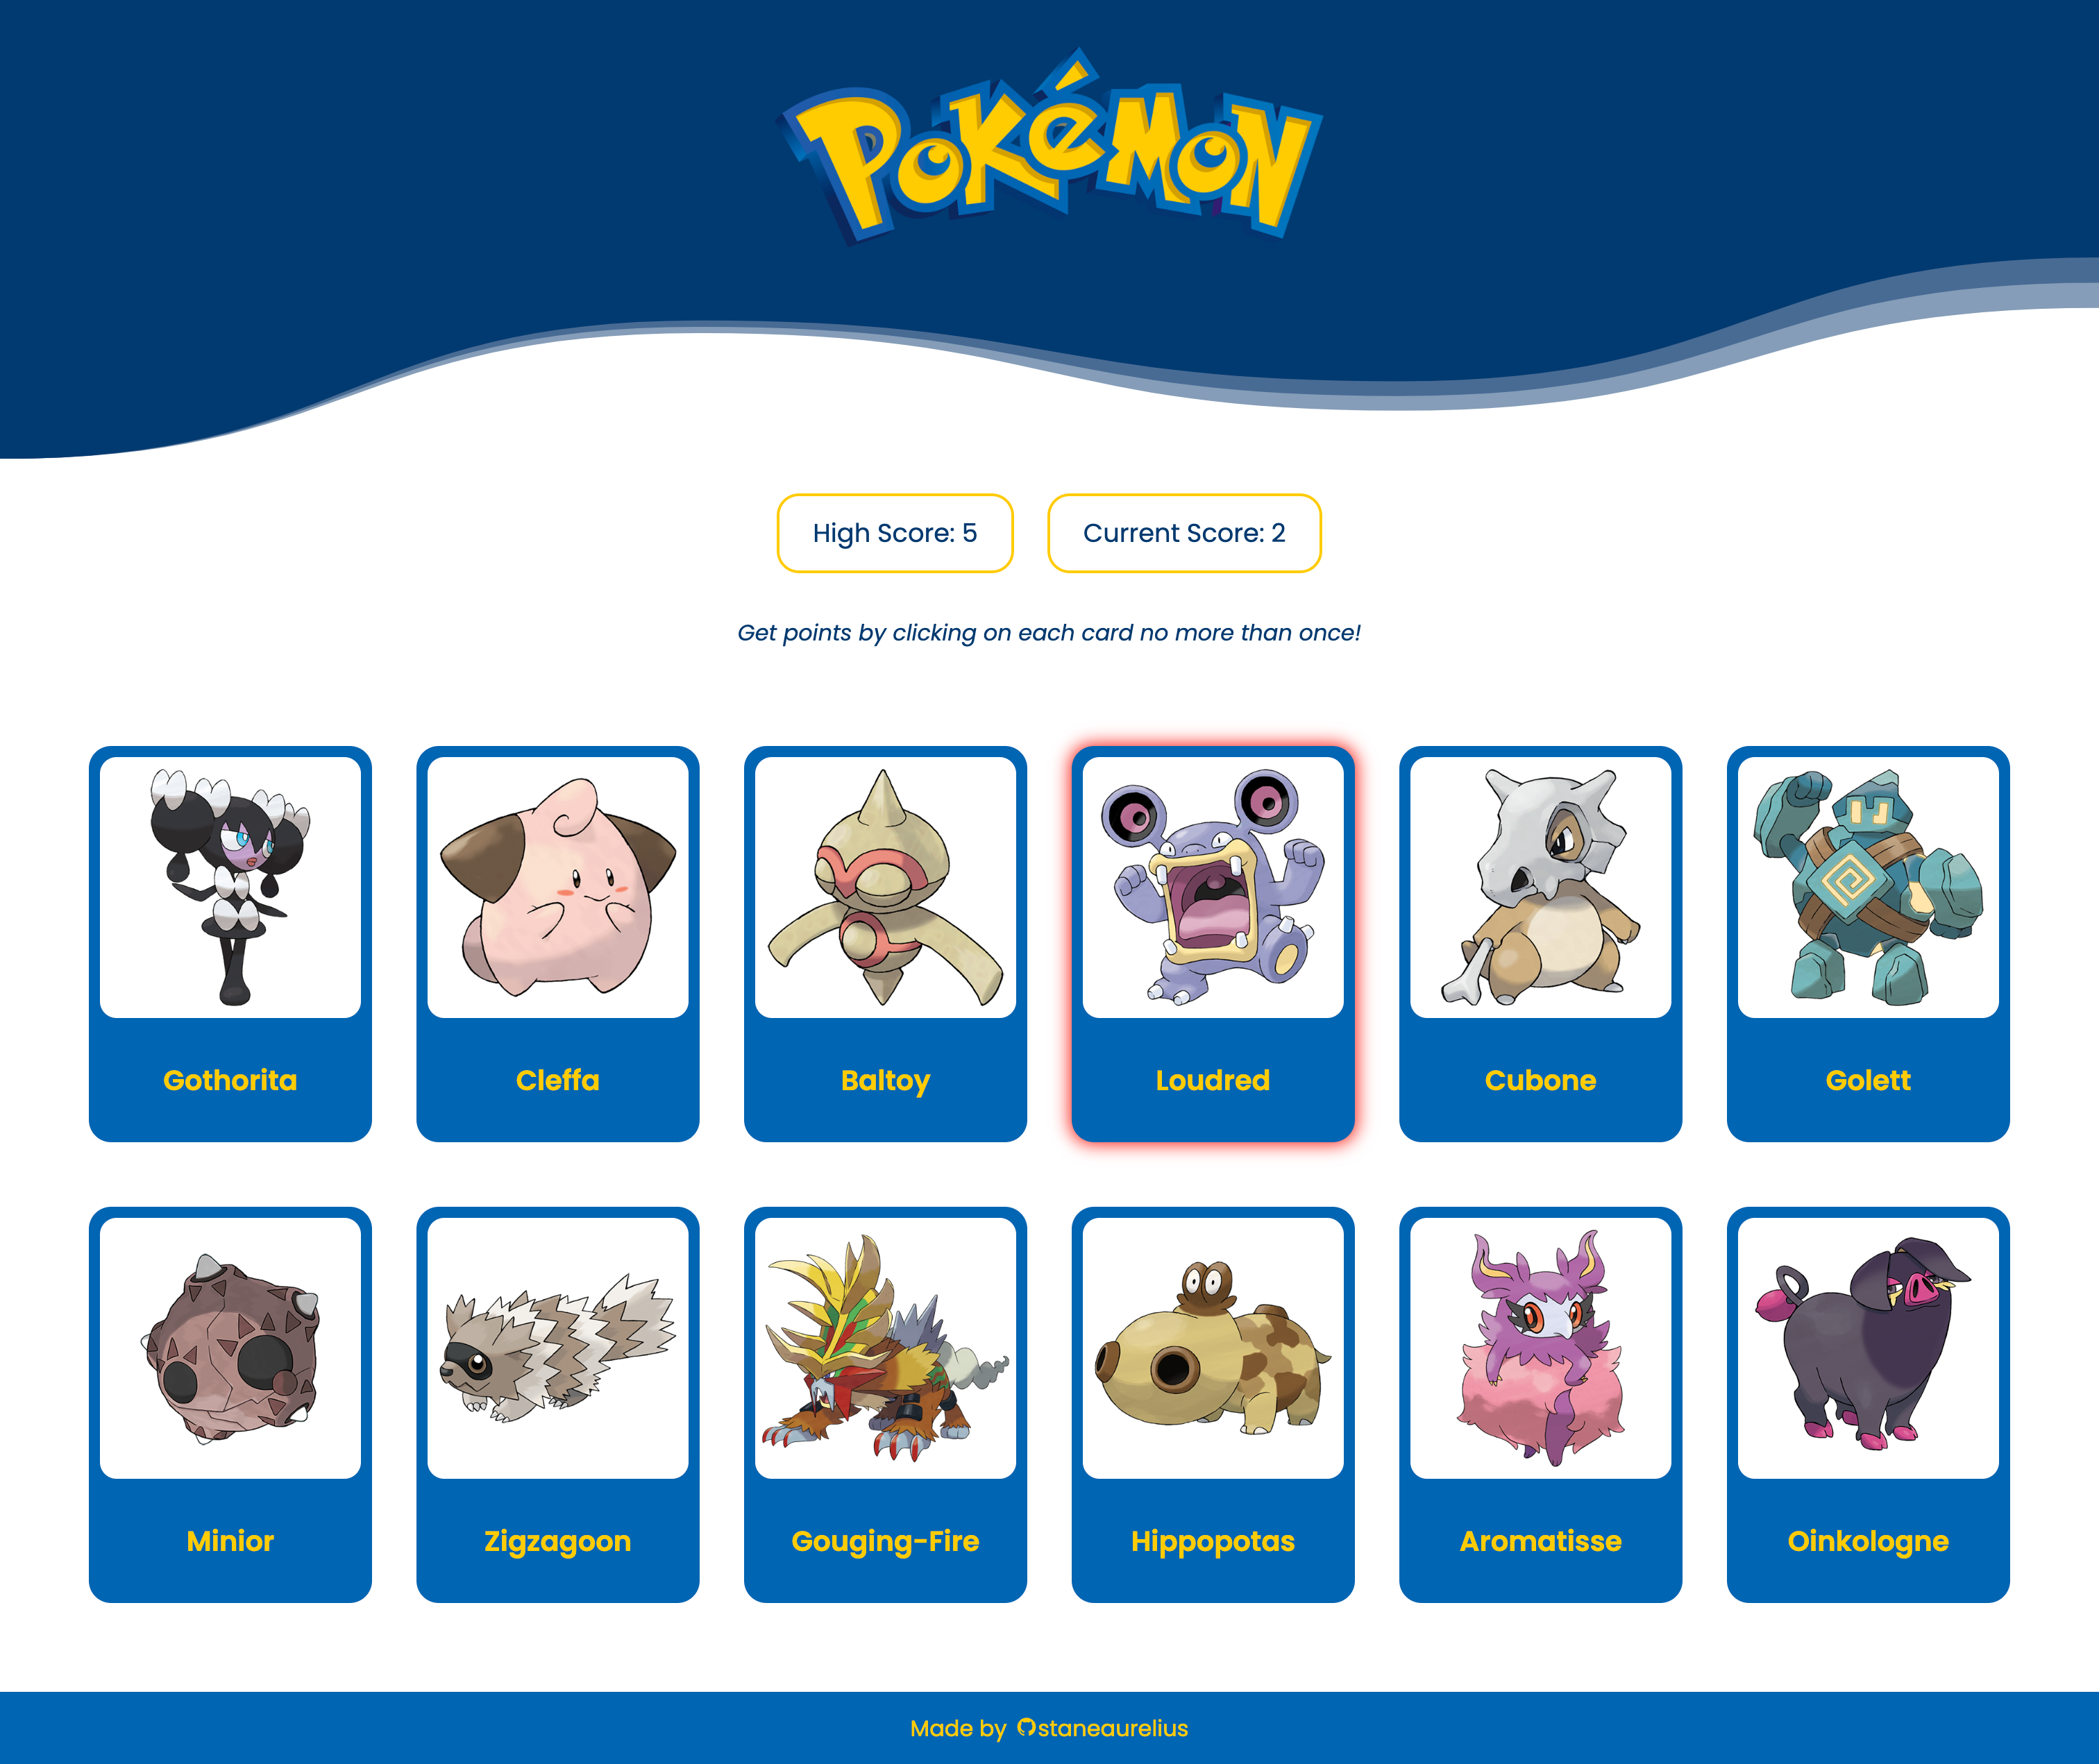 POKéMON
High Score: 5
Current Score: 2
Get points by clicking on each card no more than once!
Gothorita
Cleffa
Baltoy
Loudred
Cubone
Golett
Minior
Zigzagoon
Gouging-Fire
Hippopotas
Aromatisse
Oinkologne
Made by staneaurelius